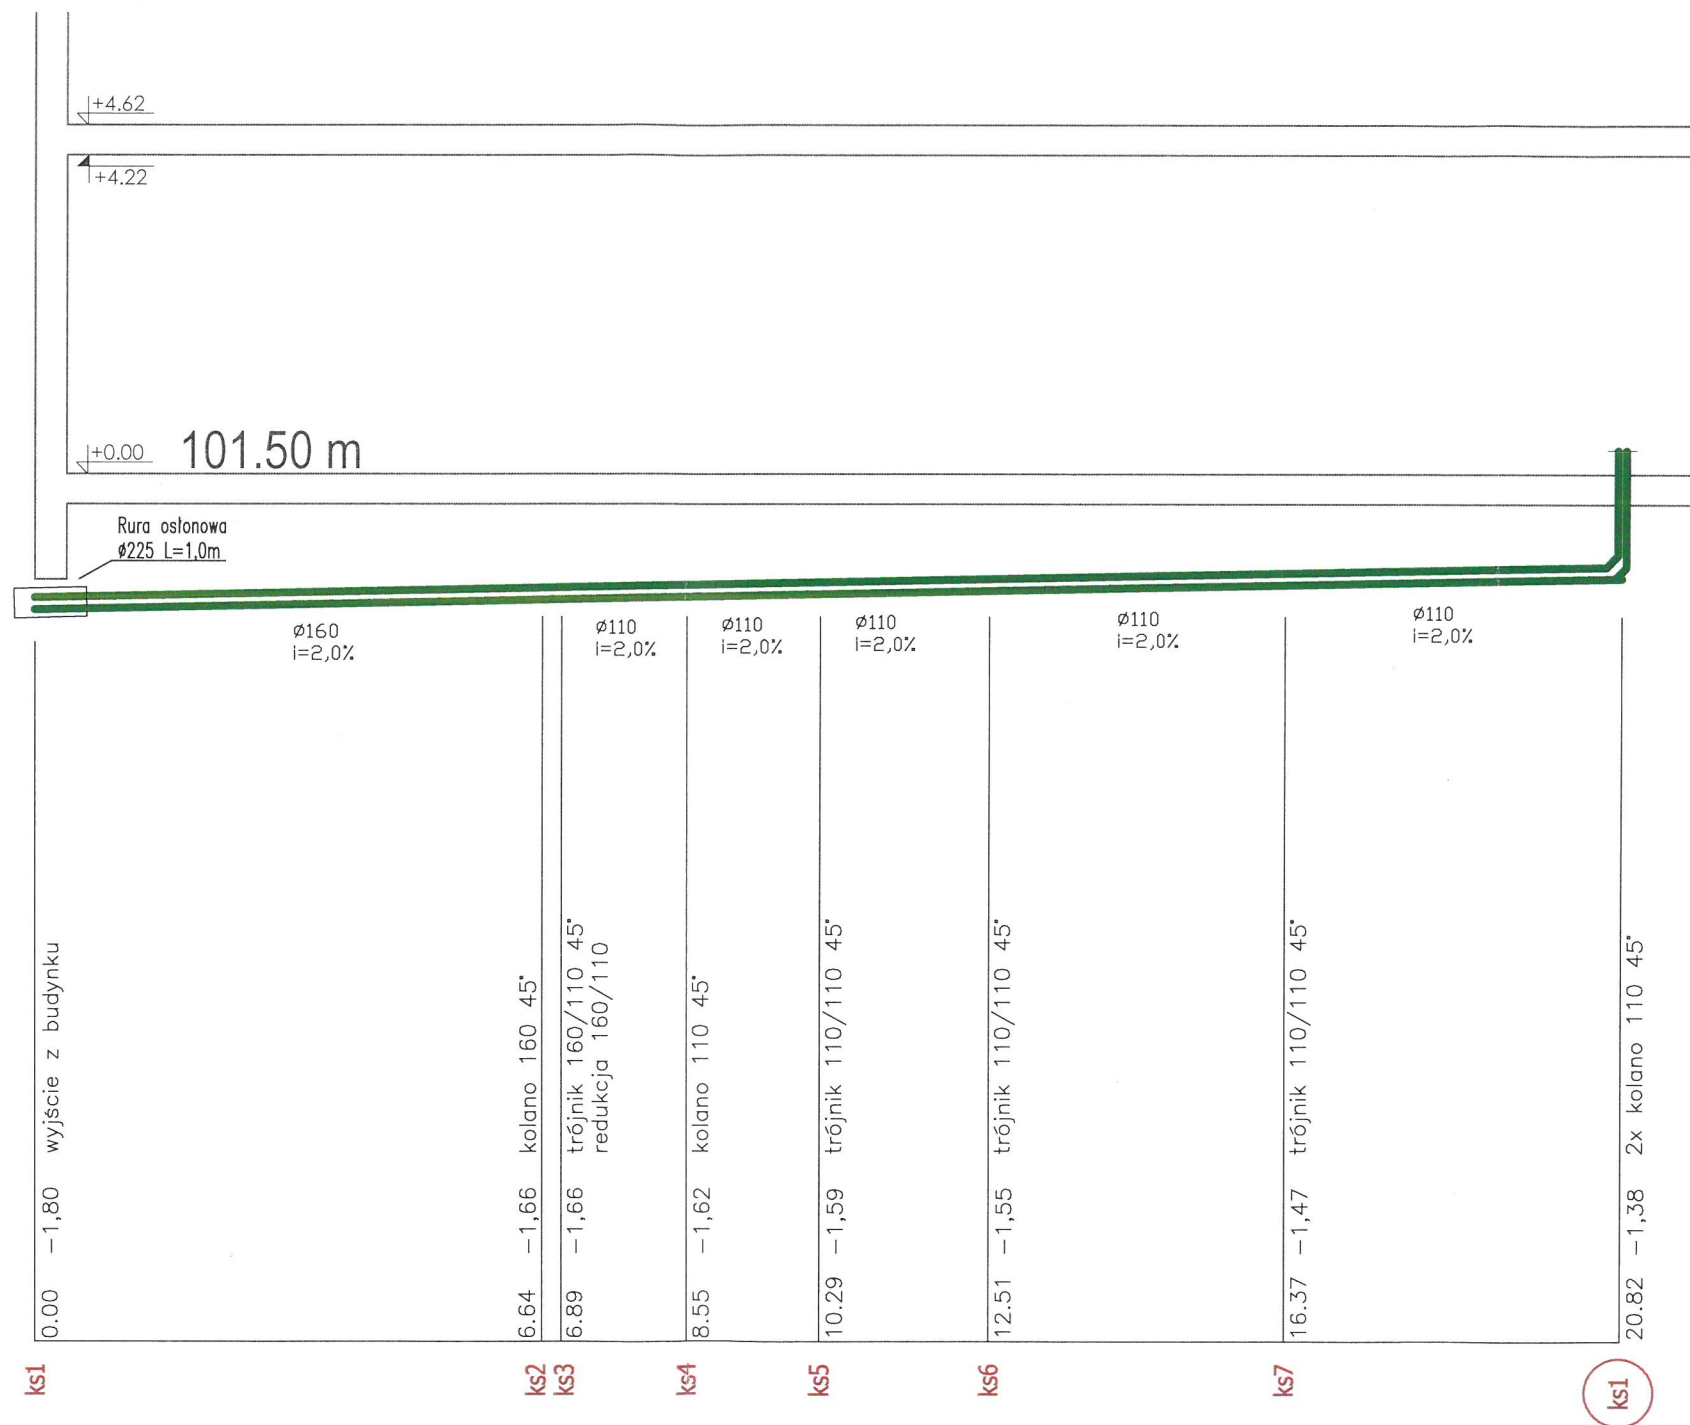 +4.62
+4.22
+0.00
101.50 m
Rura osłonowa
ø225 L=1,0m
ø160
i=2,0%
ø110
i=2,0%
ø110
i=2,0%
ø110
i=2,0%
ø110
i=2,0%
ø110
i=2,0%
0.00 -1,80 wyjście z budynku
6.64 -1,66 kolano 160 45°
6.89 -1,66 trójnik 160/110 45°
redukcja 160/110
8.55 -1,62 kolano 110 45°
10.29 -1,59 trójnik 110/110 45°
12.51 -1,55 trójnik 110/110 45°
16.37 -1,47 trójnik 110/110 45°
20.82 -1,38 2x kolano 110 45°
ks1
ks2
ks3
ks4
ks5
ks6
ks7
ks1